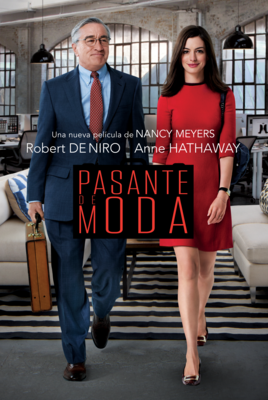 Una nueva película de NANCY MEYERS
Robert DE NIRO | Anne HATHAWAY
PASANTE
DE
MODA